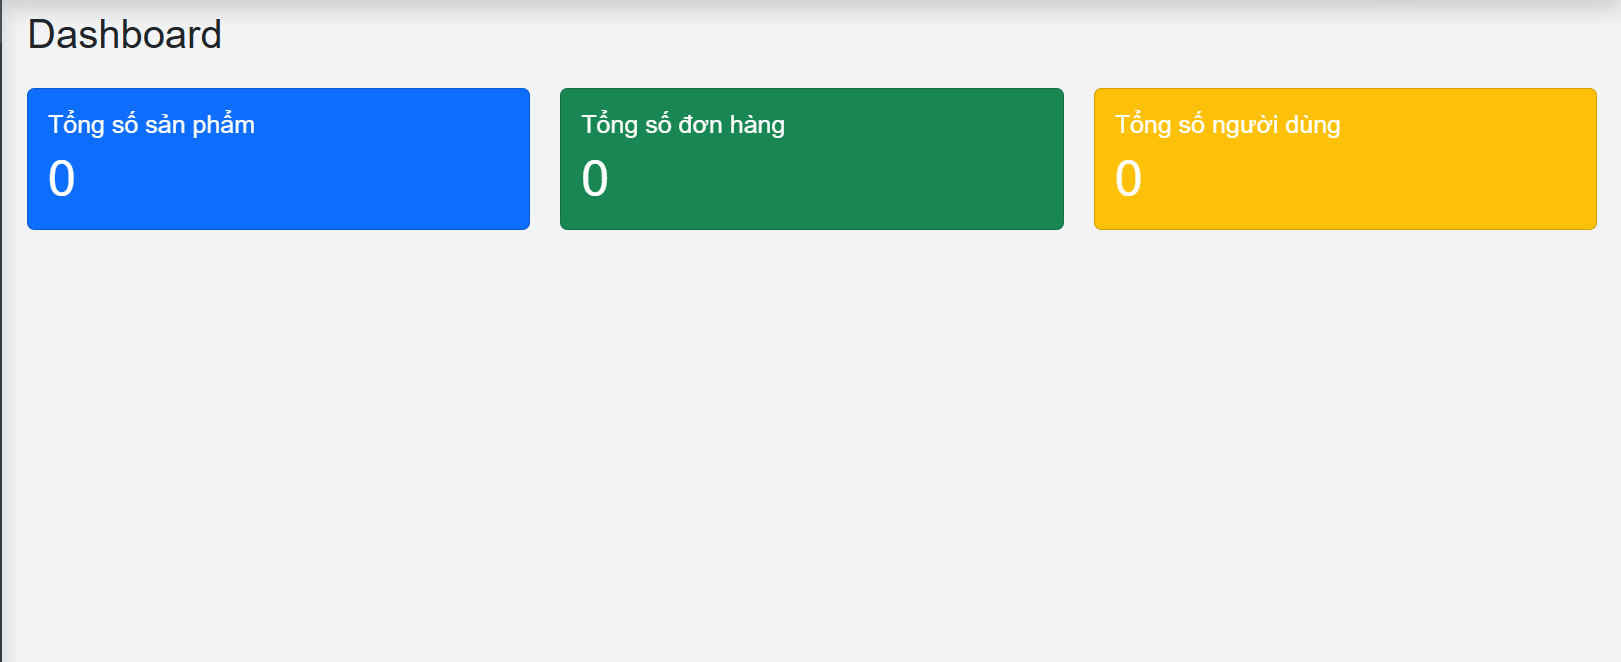 Dashboard
Tổng số sản phẩm
0
Tổng số đơn hàng
0
Tổng số người dùng
0